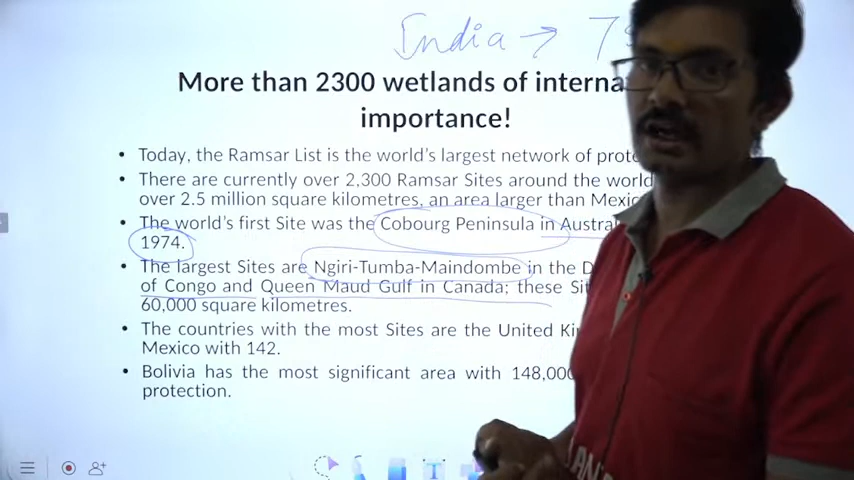 India → 7
More than 2300 wetlands of interna
importance!
• Today, the Ramsar List is the world's largest network of prote
• There are currently over 2,300 Ramsar Sites around the world
over 2.5 million square kilometres, an area larger than Mexic
• The world's first Site was the Cobourg Peninsula in Austral
1974.
• The largest Sites are Ngiri-Tumba-Maindombe in the D
of Congo and Queen Maud Gulf in Canada; these Sit
60,000 square kilometres.
• The countries with the most Sites are the United Ki
Mexico with 142.
• Bolivia has the most significant area with 148,000
protection.